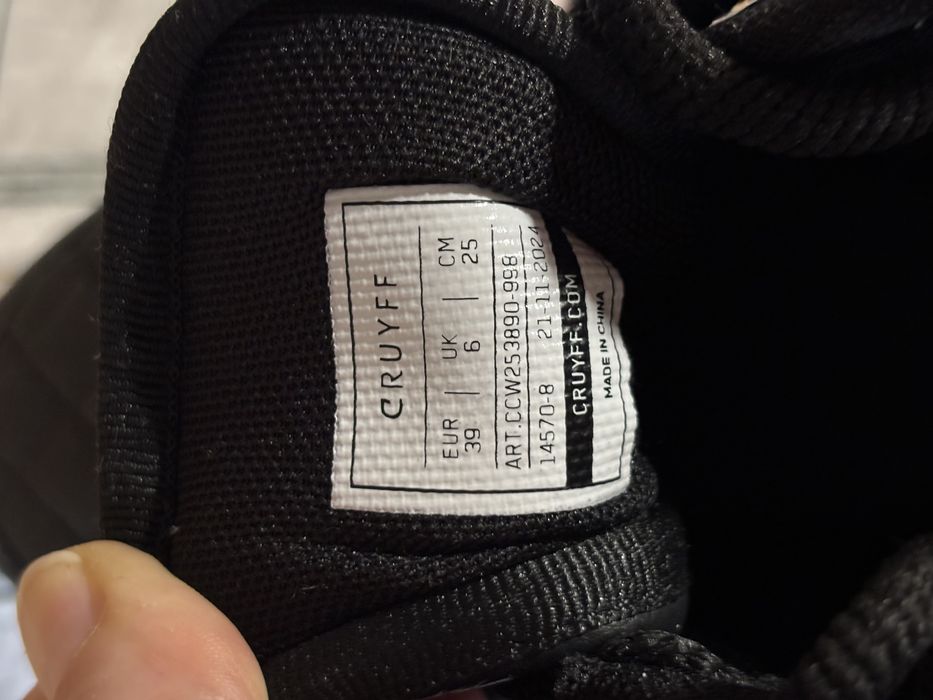 CRUYFF
EUR | UK | CM
39 6 25
ART.CCW253890-998
14570-8 21-11-2024
CRUYFF.COM
MADE IN CHINA